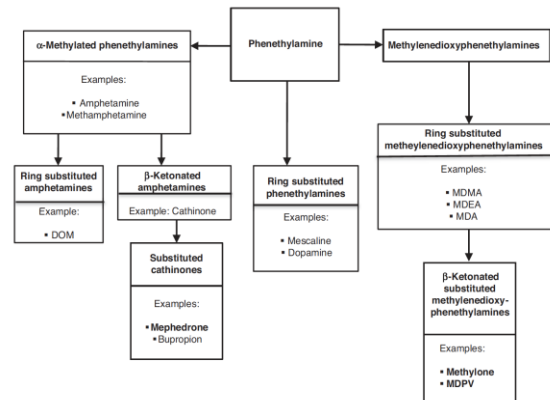 α-Methylated phenethylamines
Examples:
▪ Amphetamine
▪ Methamphetamine
Phenethylamine
Methylenedioxyphenethylamines
Ring substituted
metheylenedioxyphenethylamines
Examples:
▪ MDMA
▪ MDEA
▪ MDA
Ring substituted
amphetamines
Example:
▪ DOM
β-Ketonated
amphetamines
Example: Cathinone
Ring substituted
phenethylamines
Examples:
▪ Mescaline
▪ Dopamine
Substituted
cathinones
Examples:
▪ Mephedrone
▪ Bupropion
β-Ketonated
substituted
methylenedioxy-
phenethylamines
Examples:
▪ Methylone
▪ MDPV